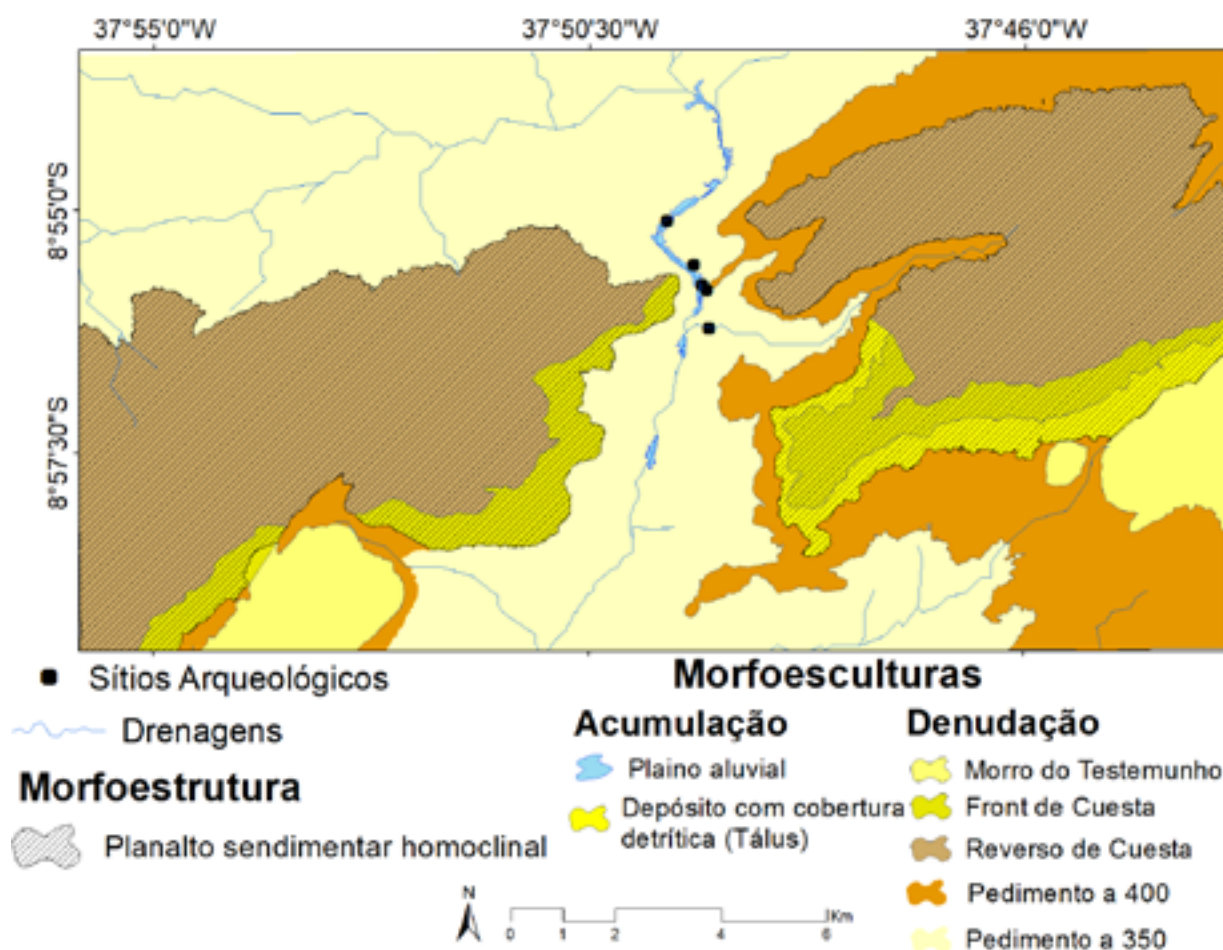 37°55'0"W 37°50'30"W 37°46'0"W
8°55'0"S
8°57'30"S
Sítios Arqueológicos
Drenagens
Morfoestrutura
Planalto sendimentar homoclinal
Morfoesculturas
Acumulação
Plaino aluvial
Depósito com cobertura
detrítica (Tálus)
Denudação
Morro do Testemunho
Front de Cuesta
Reverso de Cuesta
Pedimento a 400
Pedimento a 350
N
Km
0 1 2 4 6